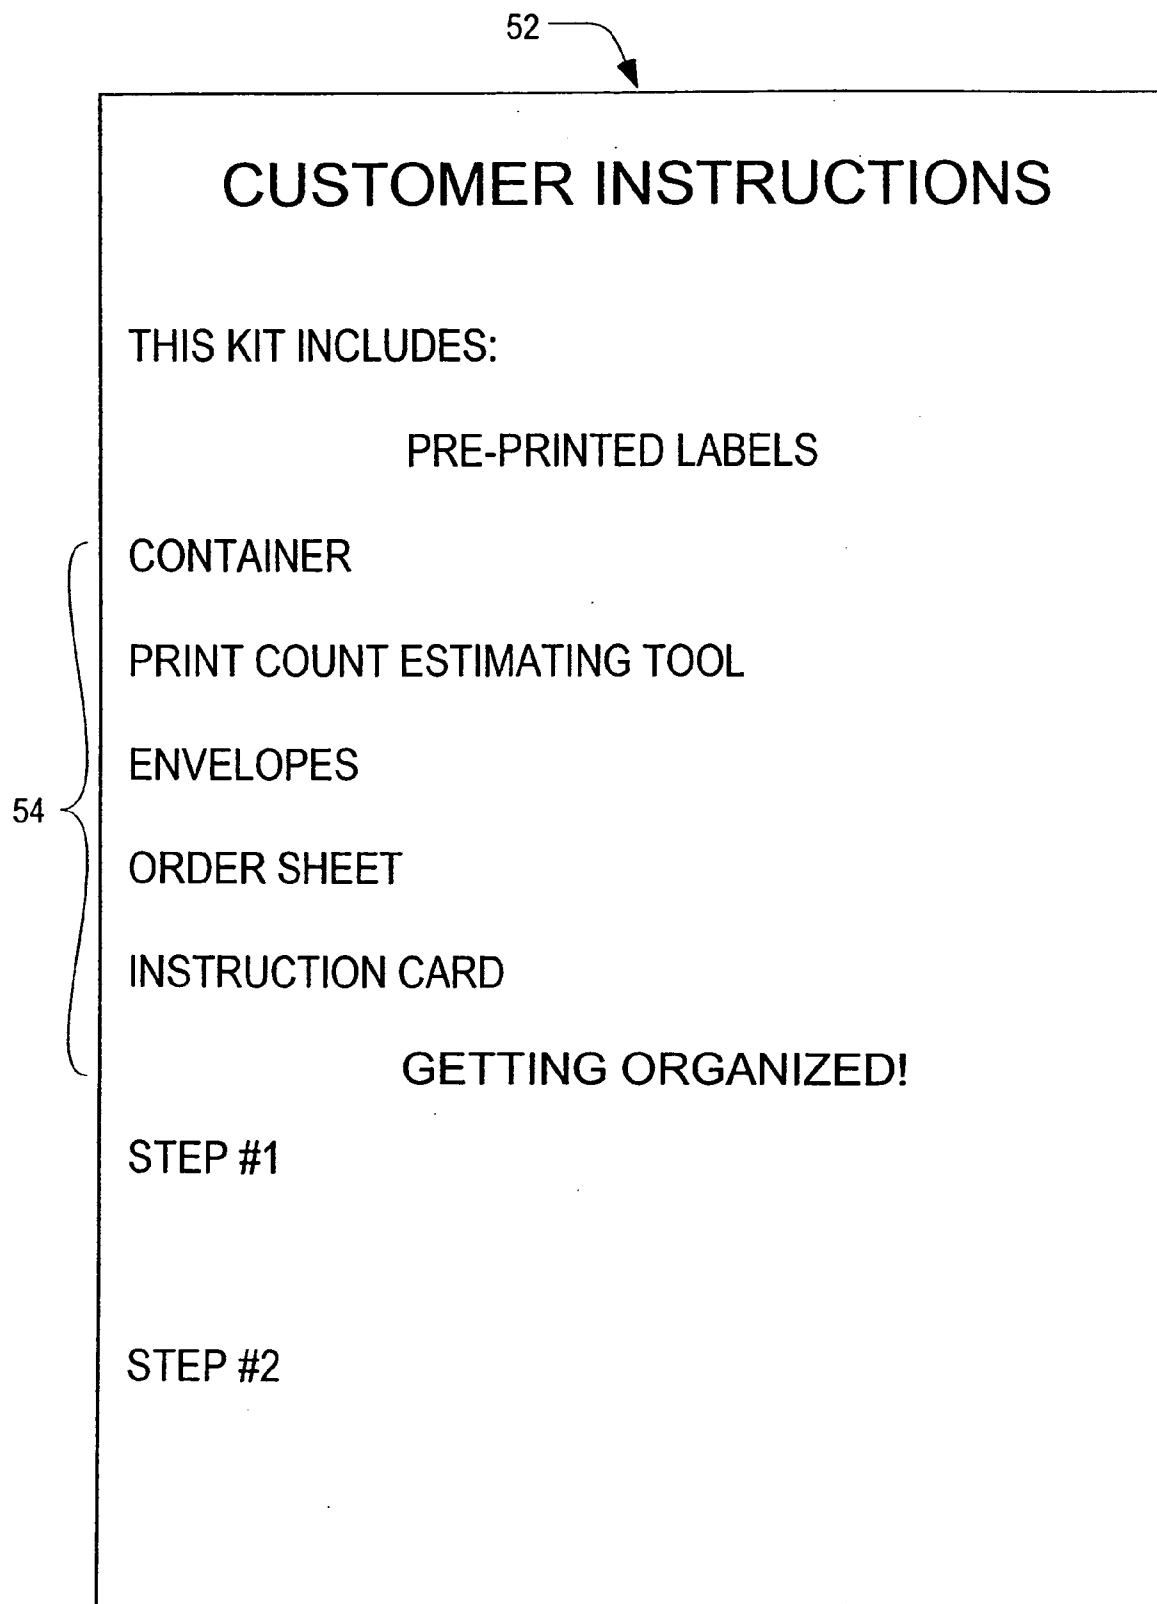 52
CUSTOMER INSTRUCTIONS
THIS KIT INCLUDES:
PRE-PRINTED LABELS
CONTAINER
PRINT COUNT ESTIMATING TOOL
ENVELOPES
54
ORDER SHEET
INSTRUCTION CARD
GETTING ORGANIZED!
STEP #1
STEP #2